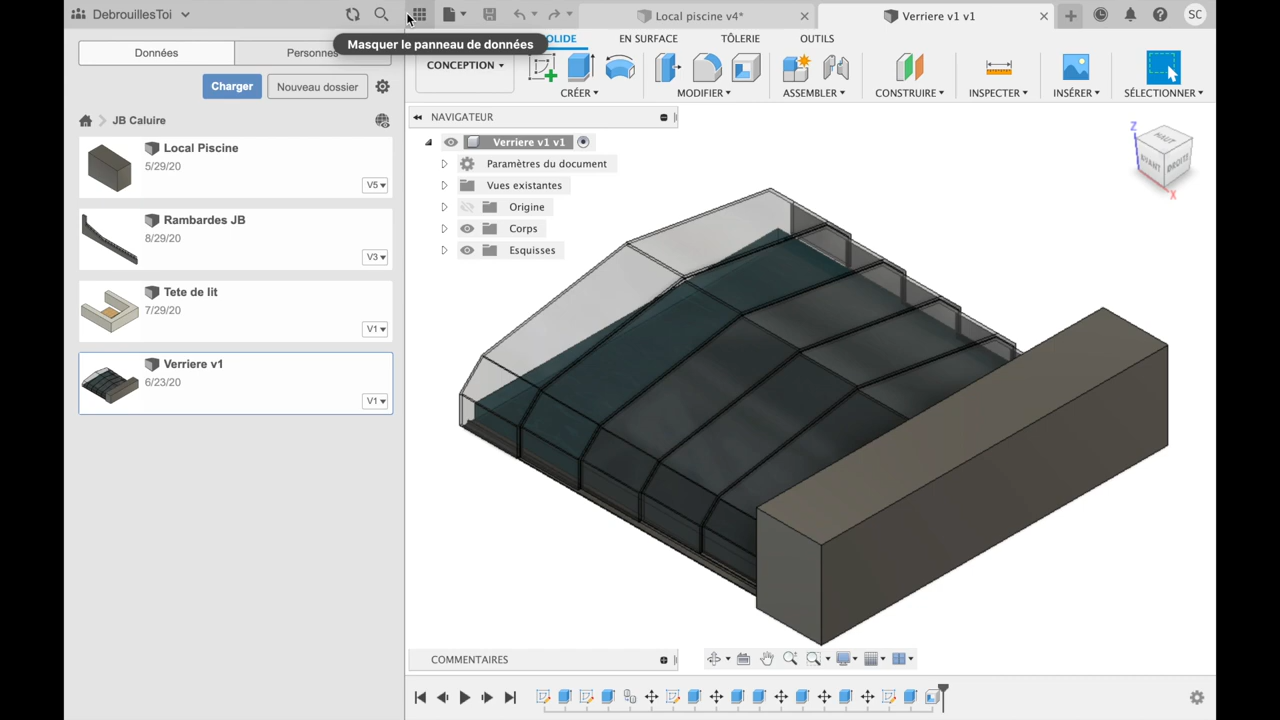 DebrouillesToi
Local piscine v4*
Verriere v1 v1
SC
Masquer le panneau de données
Données
Personnes
OLIDE
EN SURFACE
TÔLERIE
OUTILS
CONCEPTION
Charger
Nouveau dossier
CRÉER
MODIFIER
ASSEMBLER
CONSTRUIRE
INSPECTER
INSÉRER
SÉLECTIONNER
JB Caluire
NAVIGATEUR
Verriere v1 v1
Paramètres du document
Vues existantes
Origine
Corps
Esquisses
Local Piscine
5/29/20
V5
Rambardes JB
8/29/20
V3
Tete de lit
7/29/20
V1
Verriere v1
6/23/20
V1
Z
HAUT
AVANT
DROITE
X
COMMENTAIRES